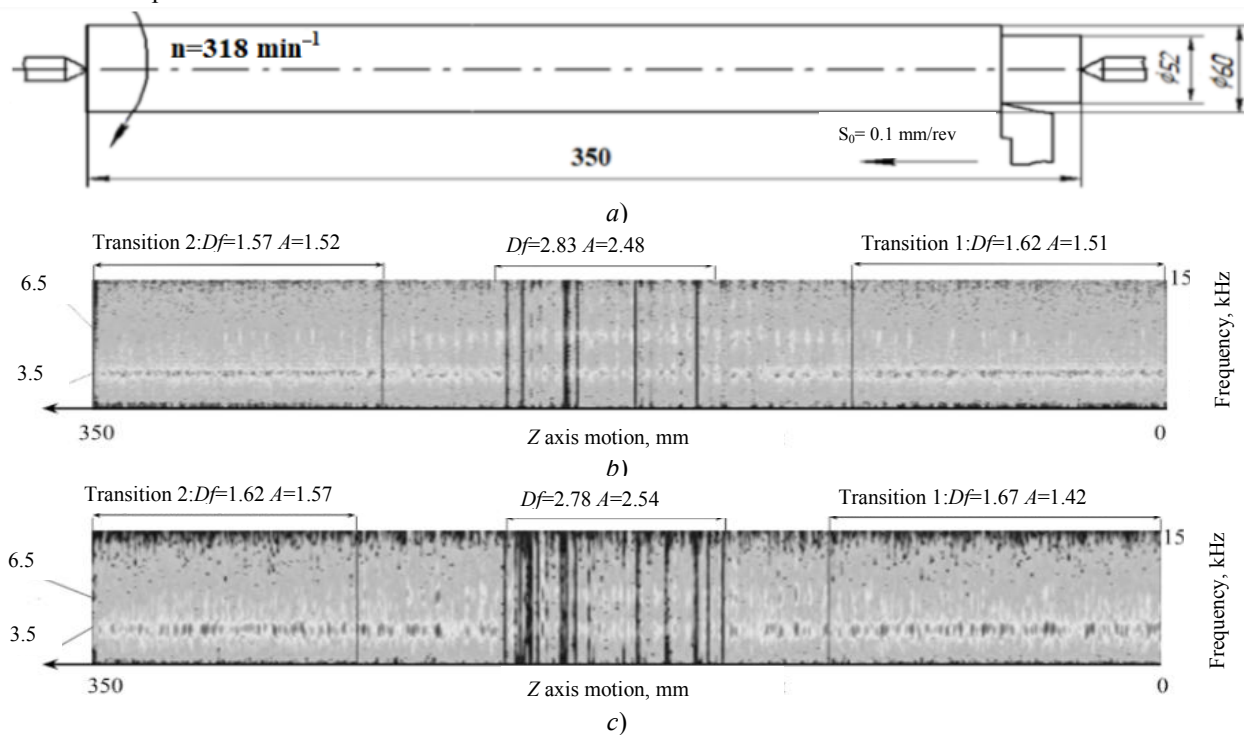 n=318 min⁻¹
ϕ52
ϕ60
S₀= 0.1 mm/rev
350
a)
Transition 2:Df=1.57 A=1.52
Df=2.83 A=2.48
Transition 1:Df=1.62 A=1.51
6.5
15
3.5
Frequency, kHz
350
Z axis motion, mm
0
b)
Transition 2:Df=1.62 A=1.57
Df=2.78 A=2.54
Transition 1:Df=1.67 A=1.42
6.5
15
3.5
Frequency, kHz
350
Z axis motion, mm
0
c)